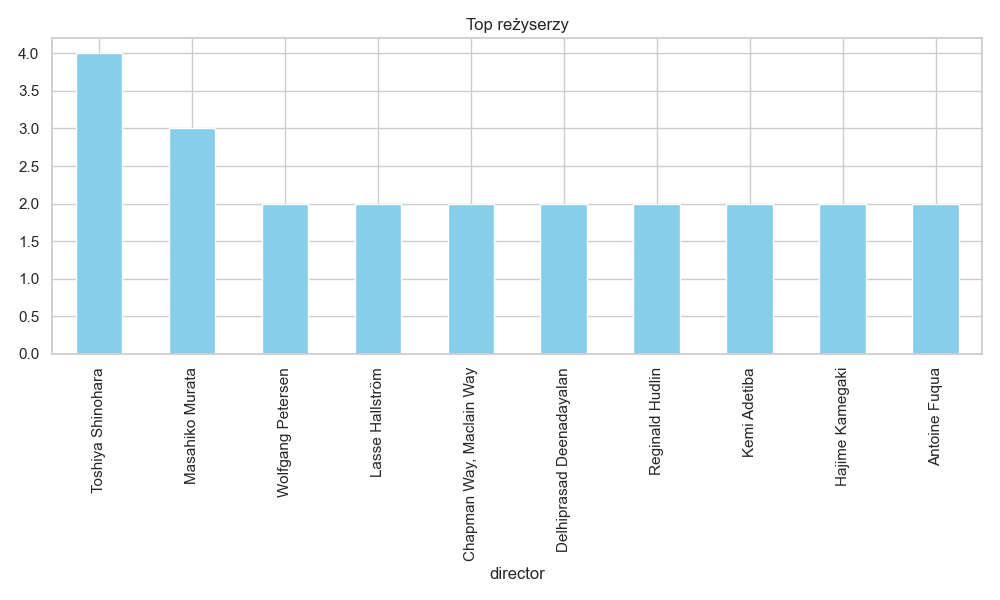 Top reżyserzy
4.0
3.5
3.0
2.5
2.0
1.5
1.0
0.5
0.0
Toshiya Shinohara
Masahiko Murata
Wolfgang Petersen
Lasse Hallström
Chapman Way, Maclain Way
Delhiprasad Deenadayalan
Reginald Hudlin
Kemi Adetiba
Hajime Kamegaki
Antoine Fuqua
director